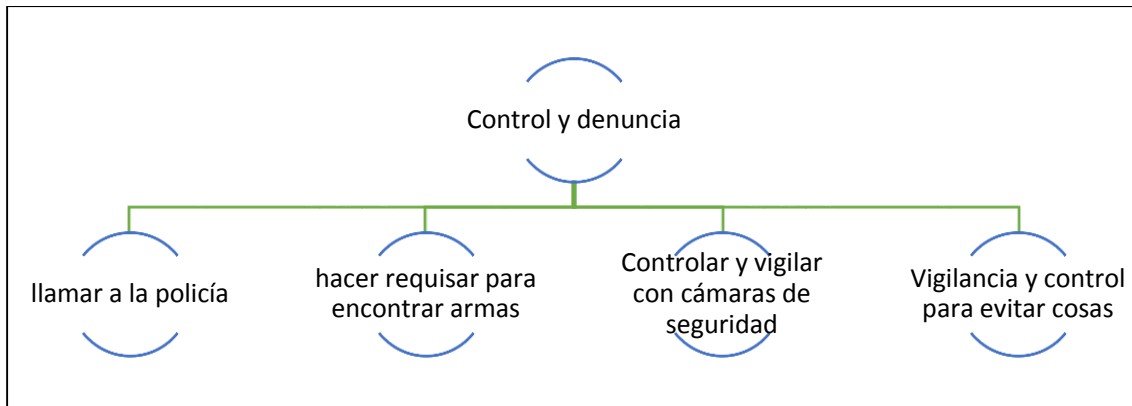 Control y denuncia
llamar a la policía
hacer requisar para
encontrar armas
Controlar y vigilar
con cámaras de
seguridad
Vigilancia y control
para evitar cosas